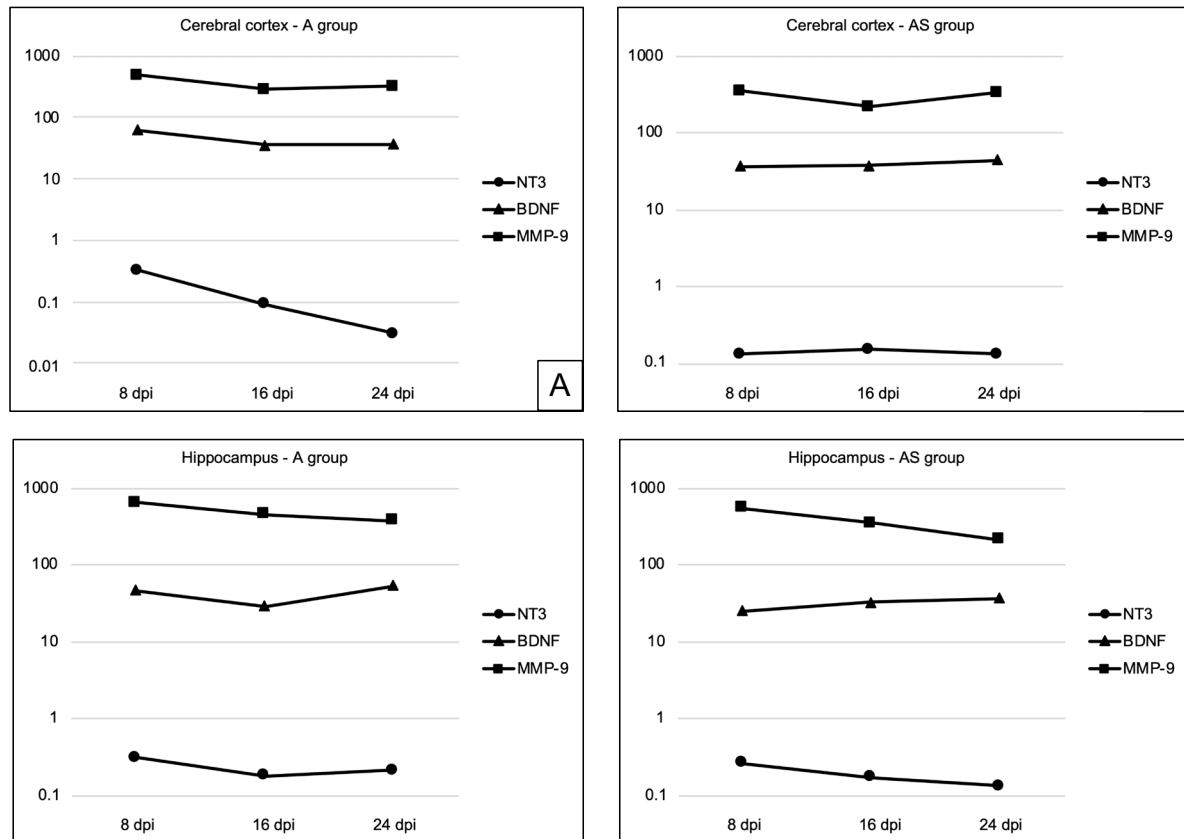 Cerebral cortex - A group
1000
100
10
1
0.1
0.01
8 dpi 16 dpi 24 dpi
NT3
BDNF
MMP-9
A
Cerebral cortex - AS group
1000
100
10
1
0.1
8 dpi 16 dpi 24 dpi
NT3
BDNF
MMP-9
Hippocampus - A group
1000
100
10
1
0.1
8 dpi 16 dpi 24 dpi
NT3
BDNF
MMP-9
Hippocampus - AS group
1000
100
10
1
0.1
8 dpi 16 dpi 24 dpi
NT3
BDNF
MMP-9